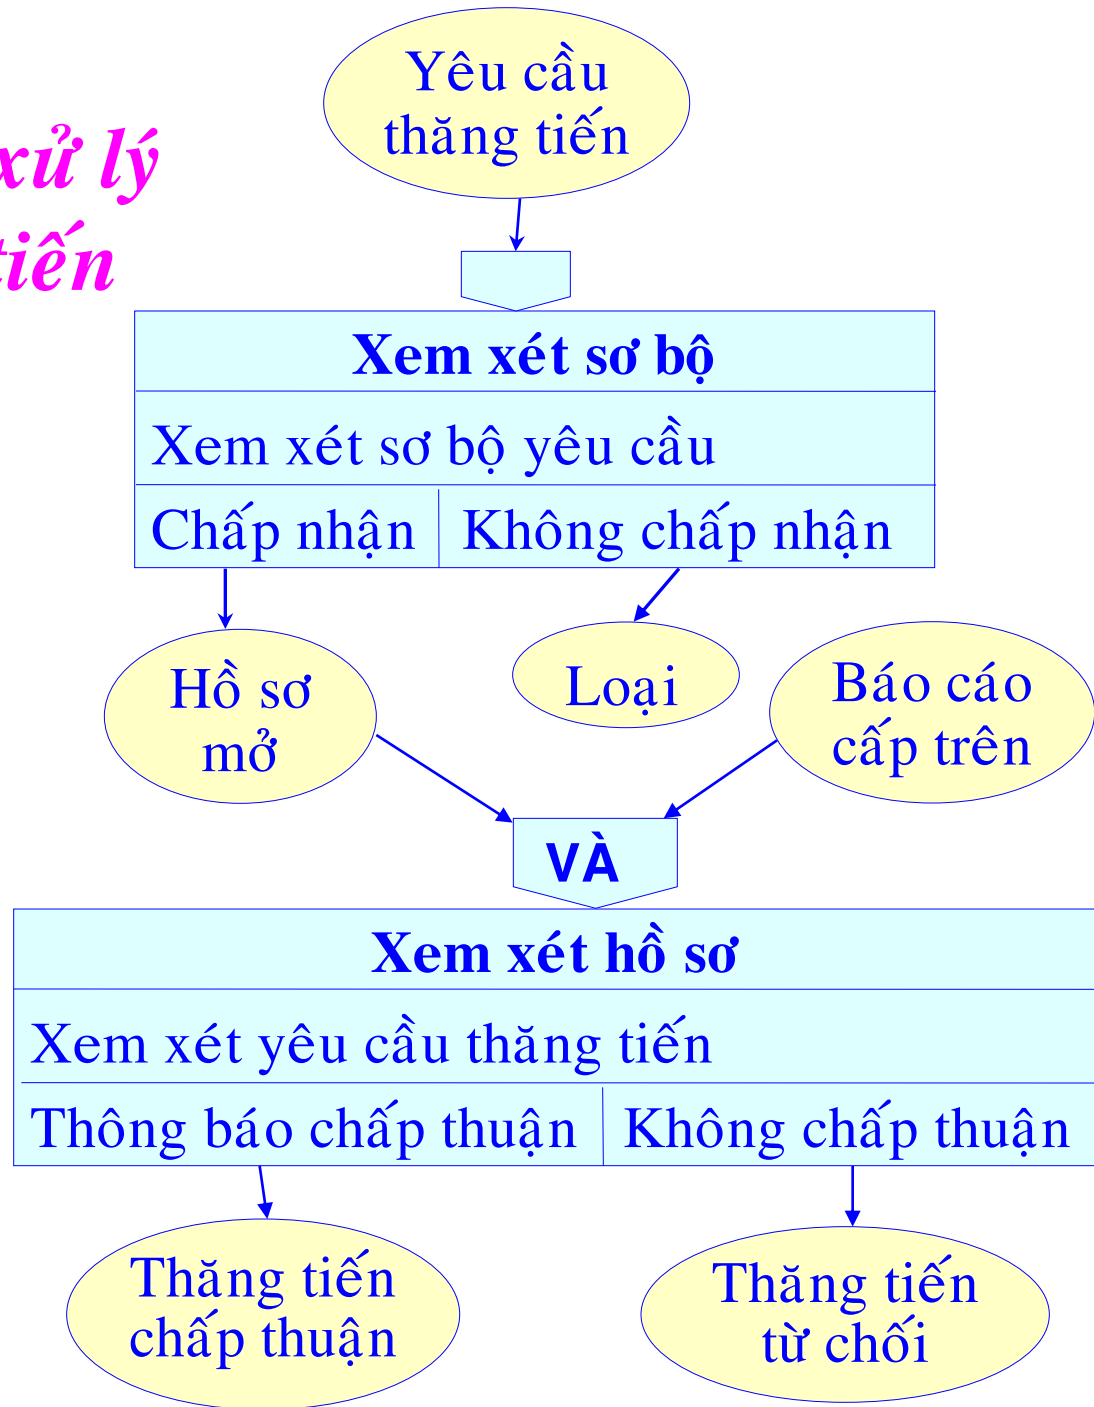 Yêu cầu
thăng tiến
xử lý
tiến
Xem xét sơ bộ
Xem xét sơ bộ yêu cầu
Chấp nhận
Không chấp nhận
Hồ sơ
mở
Loại
Báo cáo
cấp trên
VÀ
Xem xét hồ sơ
Xem xét yêu cầu thăng tiến
Thông báo chấp thuận
Không chấp thuận
Thăng tiến
chấp thuận
Thăng tiến
từ chối